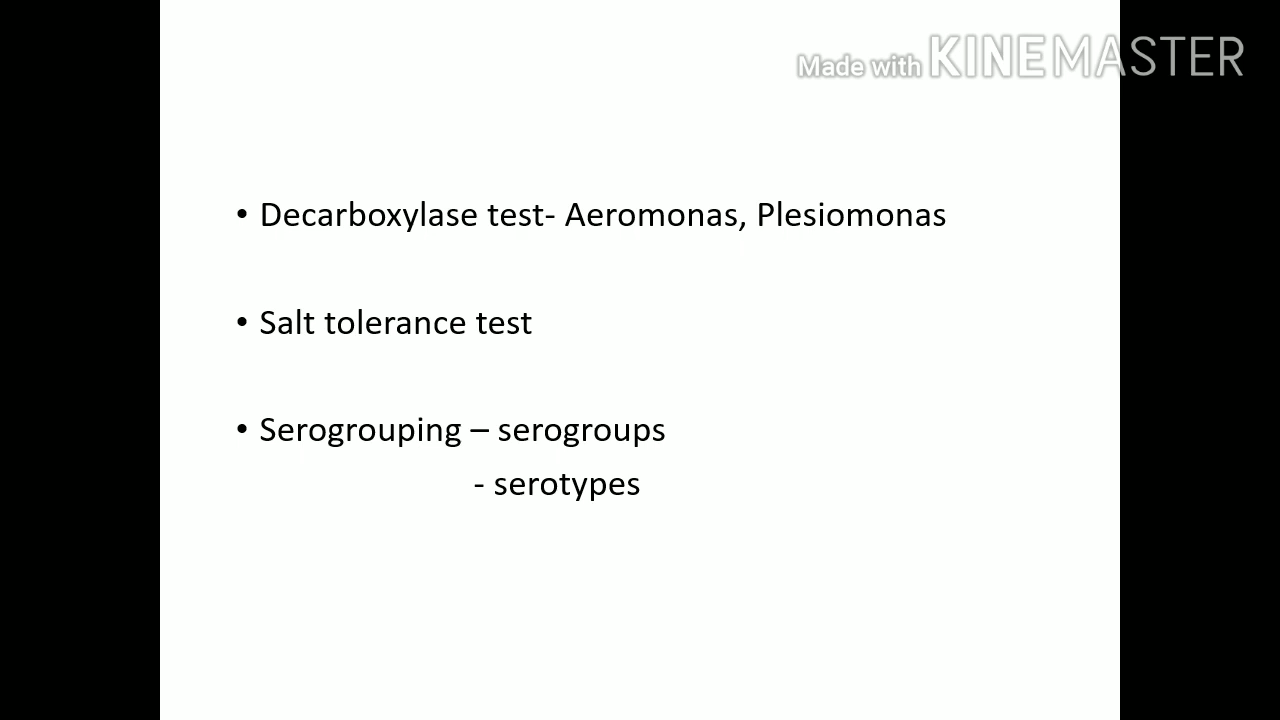 Made with KINEMASTER
• Decarboxylase test- Aeromonas, Plesiomonas
• Salt tolerance test
• Serogrouping – serogroups
- serotypes